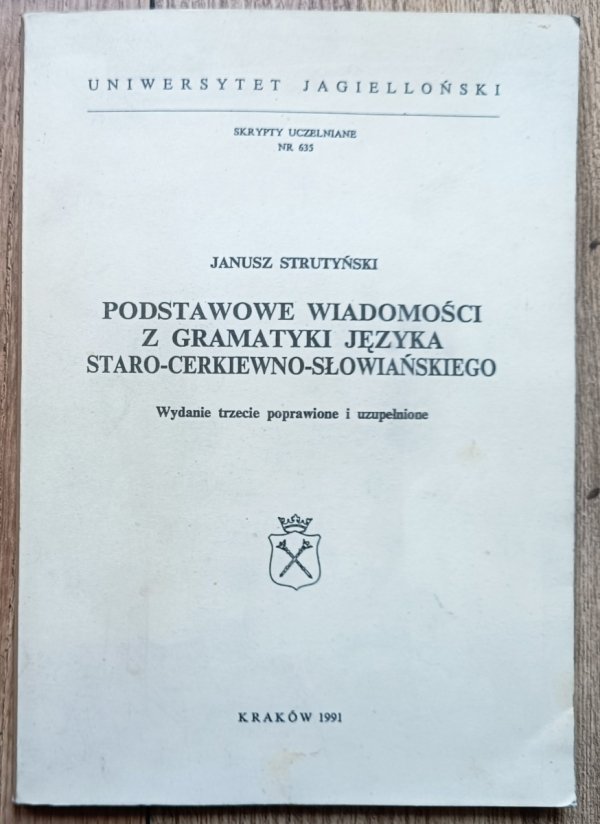 UNIWERSYTET JAGIELLOŃSKI
SKRYPTY UCZELNIANE
NR 635
JANUSZ STRUTYŃSKI
PODSTAWOWE WIADOMOŚCI
Z GRAMATYKI JĘZYKA
STARO-CERKIEWNO-SŁOWIAŃSKIEGO
Wydanie trzecie poprawione i uzupełnione
KRAKÓW 1991